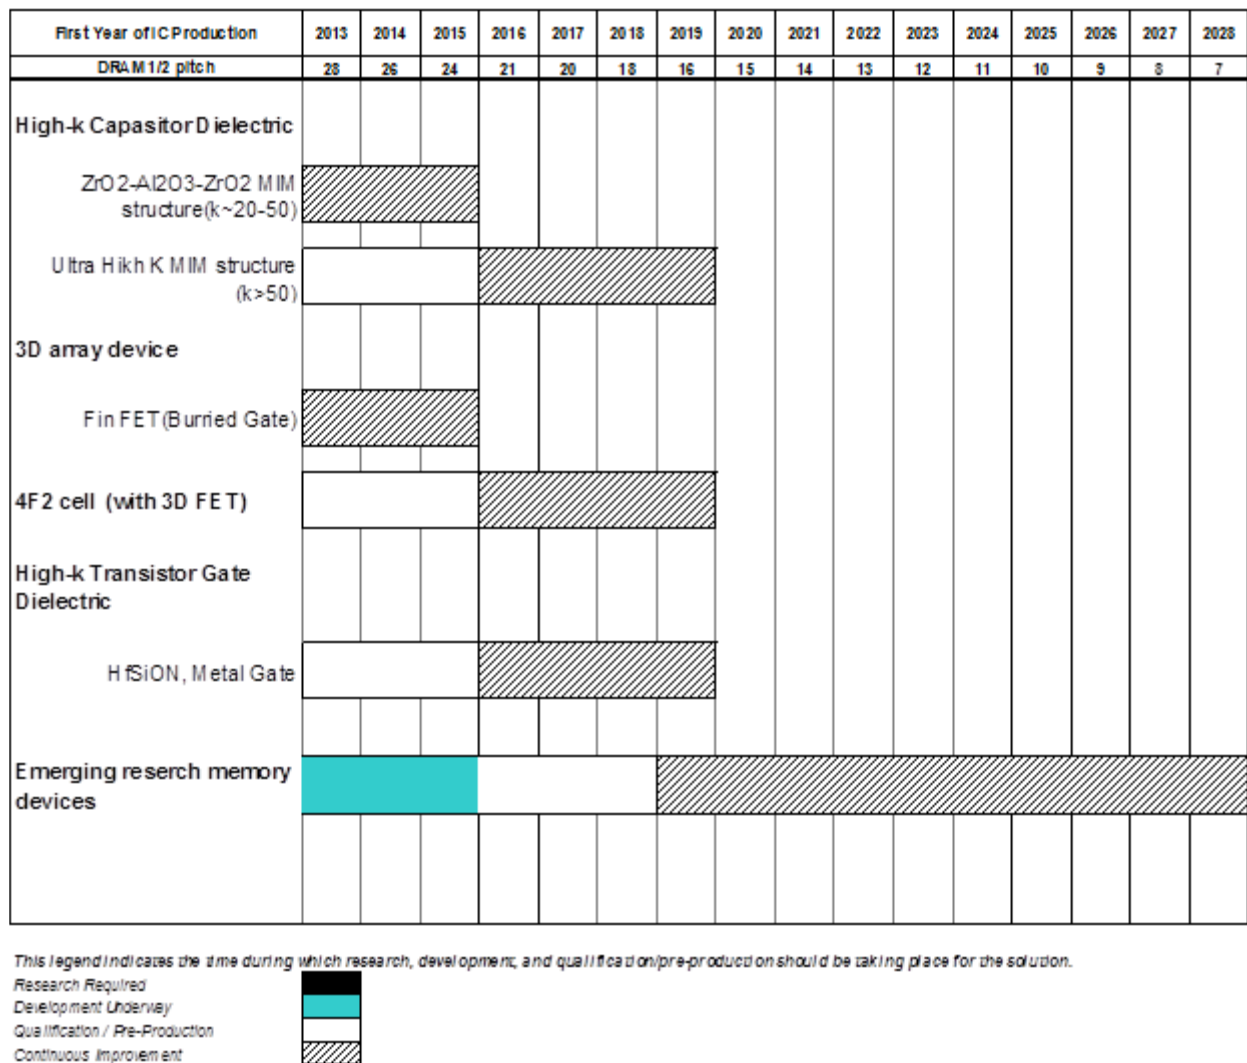 First Year of IC Production 2013 2014 2015 2016 2017 2018 2019 2020 2021 2022 2023 2024 2025 2026 2027 2028
DRAM 1/2 pitch 28 26 24 21 20 18 16 15 14 13 12 11 10 9 8 7
High-k Capasitor Dielectric
ZrO2-Al2O3-ZrO2 MIM
structure(k~20-50)
Ultra Hikh K MIM structure
(k>50)
3D array device
Fin FET(Burried Gate)
4F2 cell (with 3D FET)
High-k Transistor Gate
Dielectric
HfSiON, Metal Gate
Emerging reserch memory
devices
This legend indicates the time during which research, development, and qualification/pre-production should be taking place for the solution.
Research Required
Development Underway
Qualification / Pre-Production
Continuous Improvement